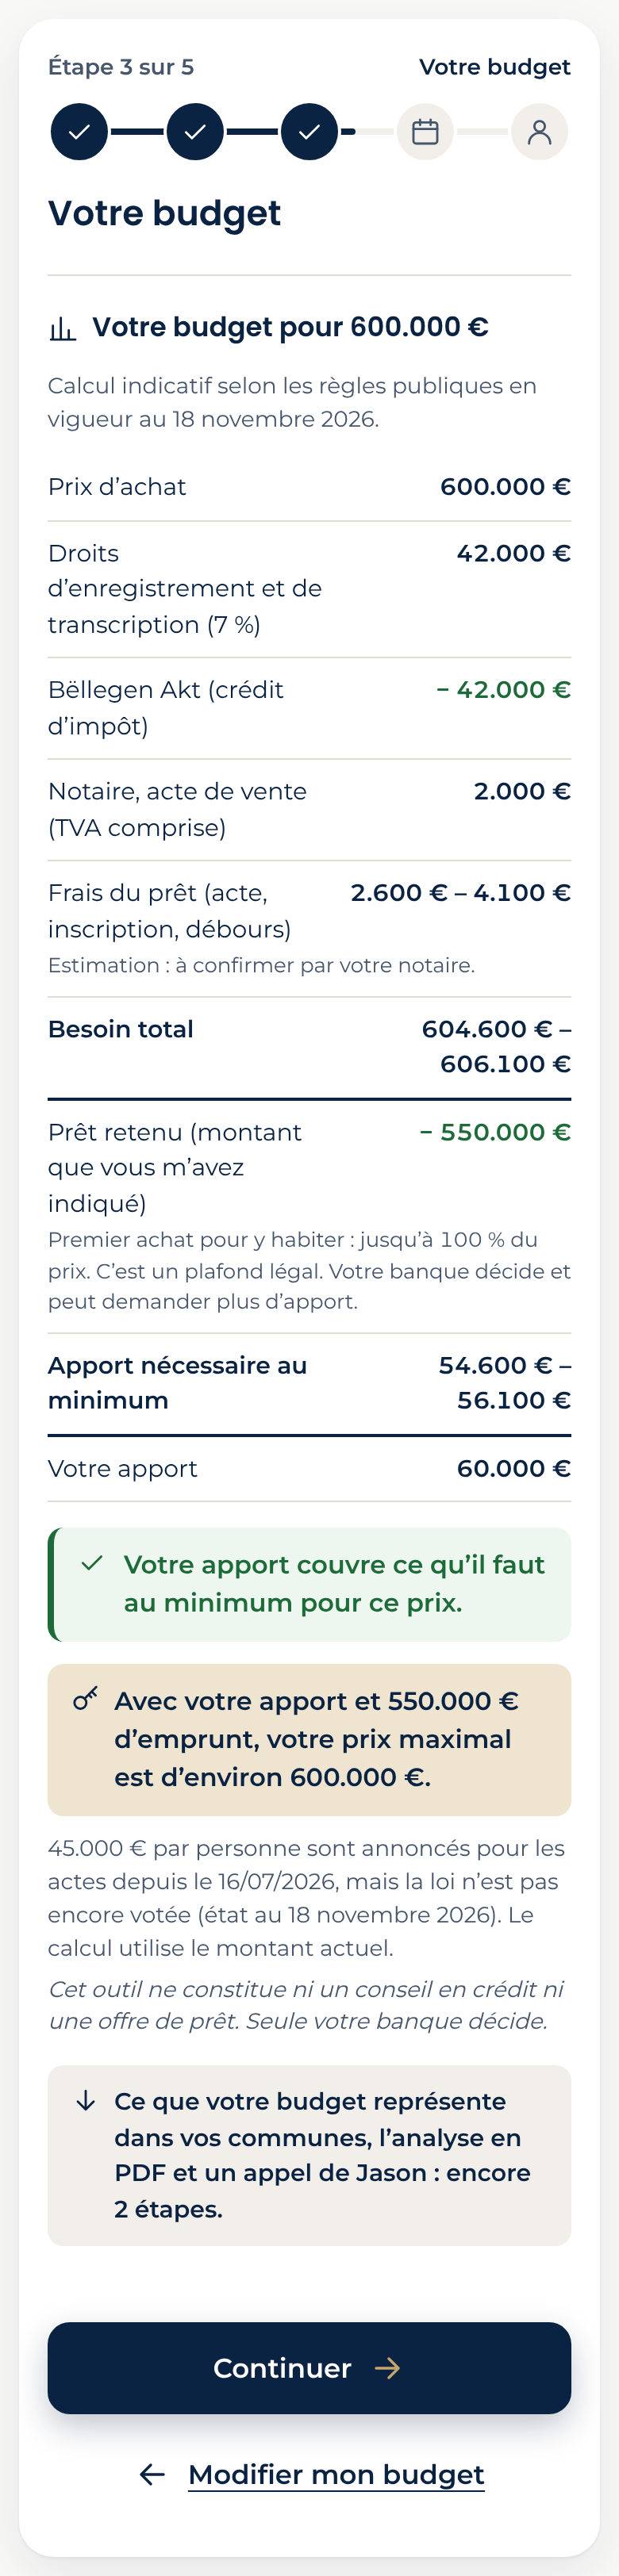 Étape 3 sur 5
Votre budget
Votre budget
Votre budget pour 600.000 €
Calcul indicatif selon les règles publiques en
vigueur au 18 novembre 2026.
Prix d’achat
600.000 €
Droits
d’enregistrement et de
transcription (7 %)
42.000 €
Bëllegen Akt (crédit
d’impôt)
− 42.000 €
Notaire, acte de vente
(TVA comprise)
2.000 €
Frais du prêt (acte,
inscription, débours)
2.600 € – 4.100 €
Estimation : à confirmer par votre notaire.
Besoin total
604.600 € –
606.100 €
Prêt retenu (montant
que vous m’avez
indiqué)
− 550.000 €
Premier achat pour y habiter : jusqu’à 100 % du
prix. C’est un plafond légal. Votre banque décide et
peut demander plus d’apport.
Apport nécessaire au
minimum
54.600 € –
56.100 €
Votre apport
60.000 €
Votre apport couvre ce qu’il faut
au minimum pour ce prix.
Avec votre apport et 550.000 €
d’emprunt, votre prix maximal
est d’environ 600.000 €.
45.000 € par personne sont annoncés pour les
actes depuis le 16/07/2026, mais la loi n’est pas
encore votée (état au 18 novembre 2026). Le
calcul utilise le montant actuel.
Cet outil ne constitue ni un conseil en crédit ni
une offre de prêt. Seule votre banque décide.
Ce que votre budget représente
dans vos communes, l’analyse en
PDF et un appel de Jason : encore
2 étapes.
Continuer
Modifier mon budget